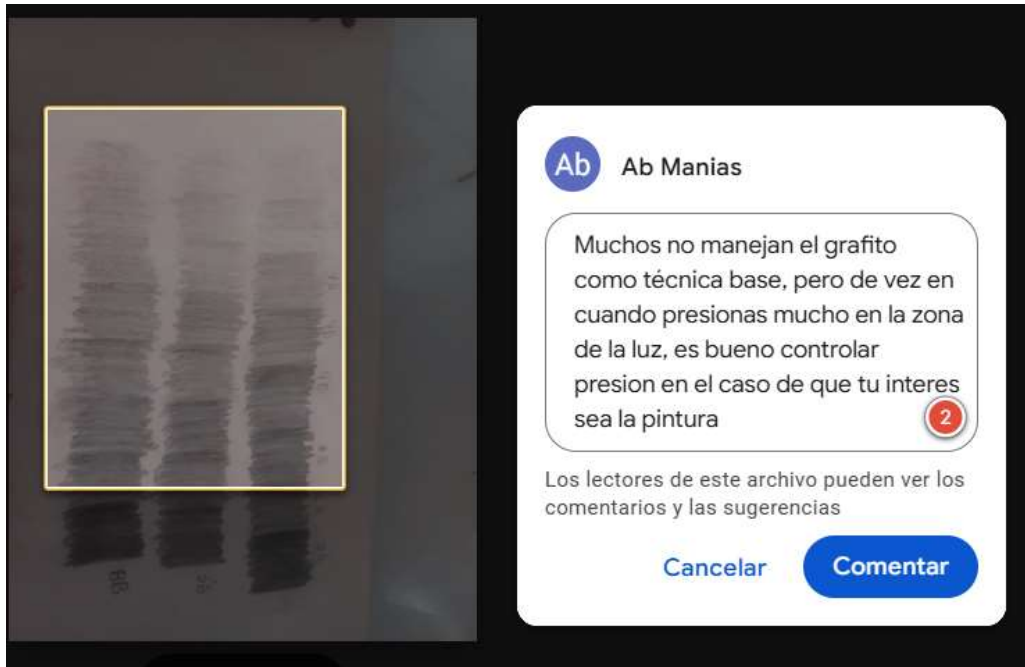 Ab Ab Manias
Muchos no manejan el grafito
como técnica base, pero de vez en
cuando presionas mucho en la zona
de la luz, es bueno controlar
presion en el caso de que tu interes
sea la pintura
2
Los lectores de este archivo pueden ver los
comentarios y las sugerencias
Cancelar Comentar